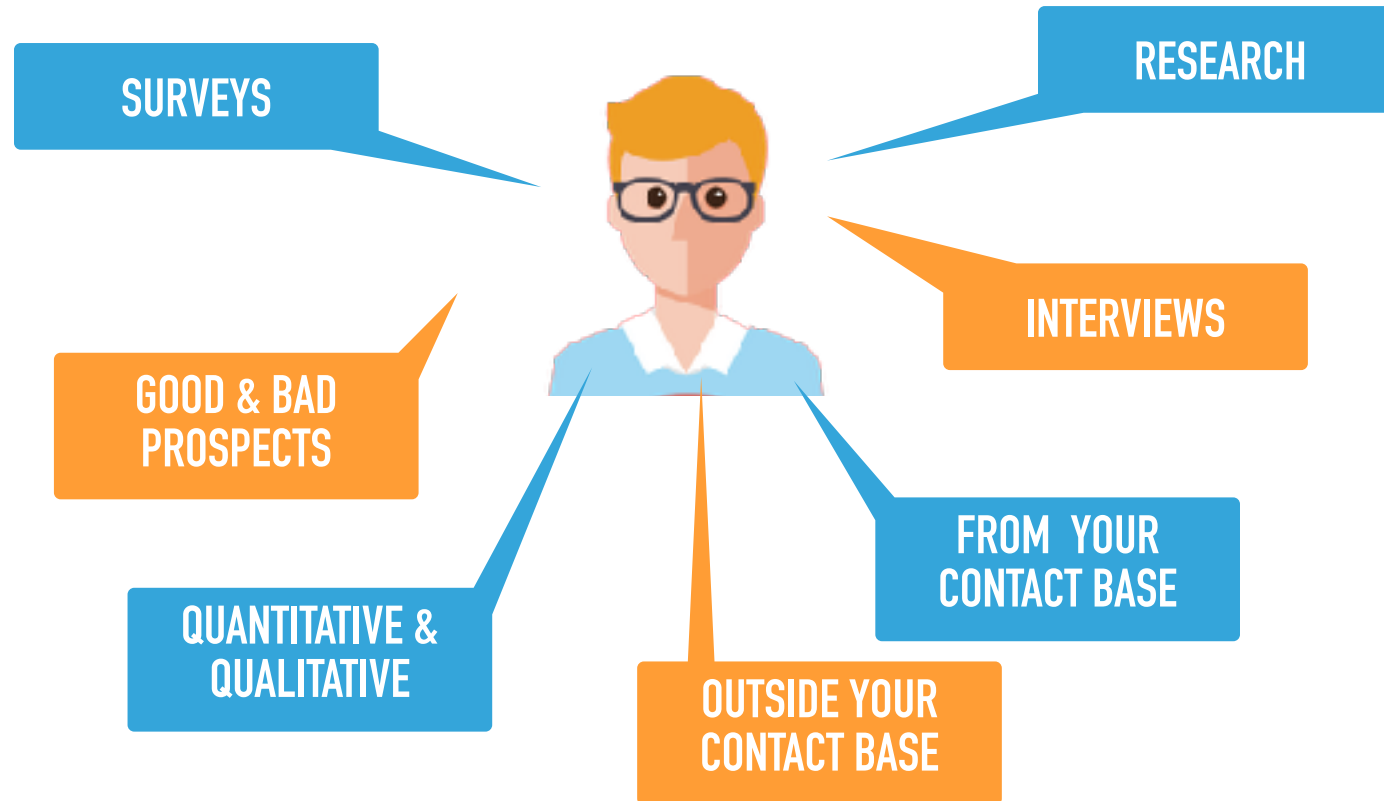 SURVEYS
RESEARCH
INTERVIEWS
GOOD & BAD
PROSPECTS
FROM YOUR
CONTACT BASE
QUANTITATIVE &
QUALITATIVE
OUTSIDE YOUR
CONTACT BASE